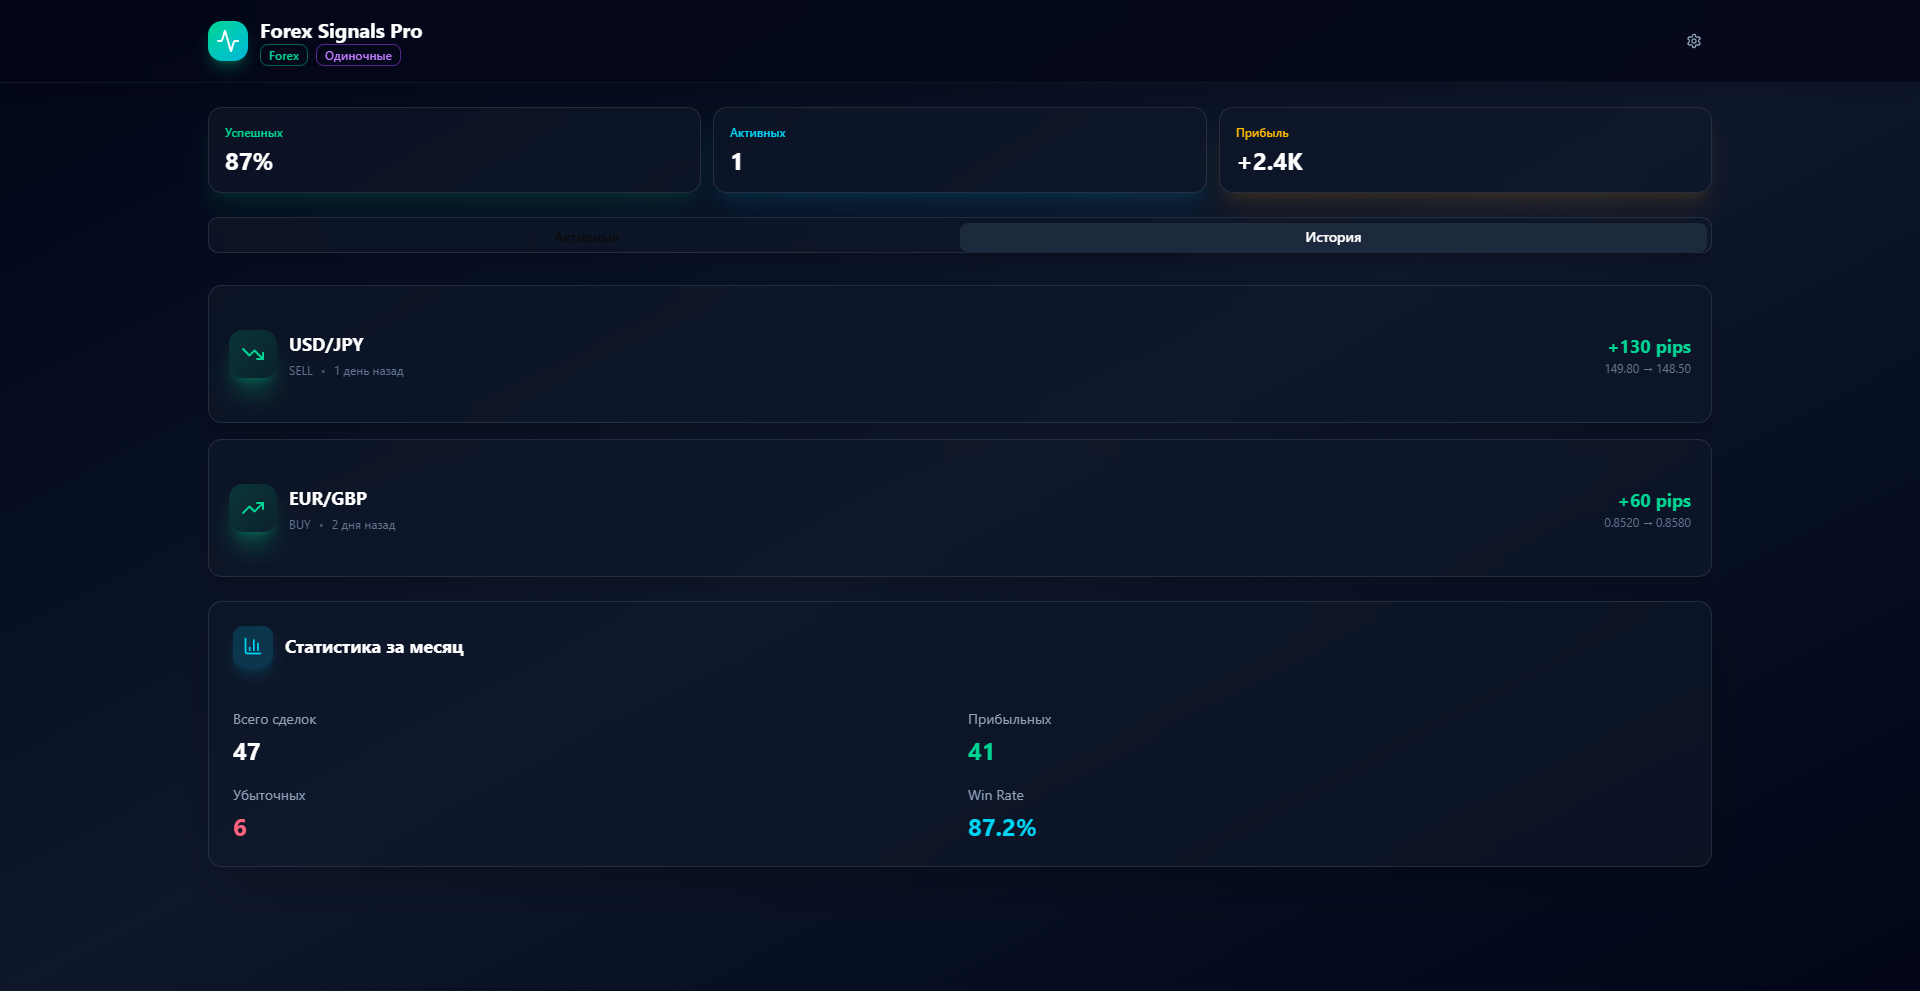 Forex Signals Pro
Forex Одиночные
Успешных
87%
Активных
1
Прибыль
+2.4K
Активные
История
USD/JPY
SELL • 1 день назад
+130 pips
149.80 → 148.50
EUR/GBP
BUY • 2 дня назад
+60 pips
0.8520 → 0.8580
Статистика за месяц
Всего сделок
47
Прибыльных
41
Убыточных
6
Win Rate
87.2%